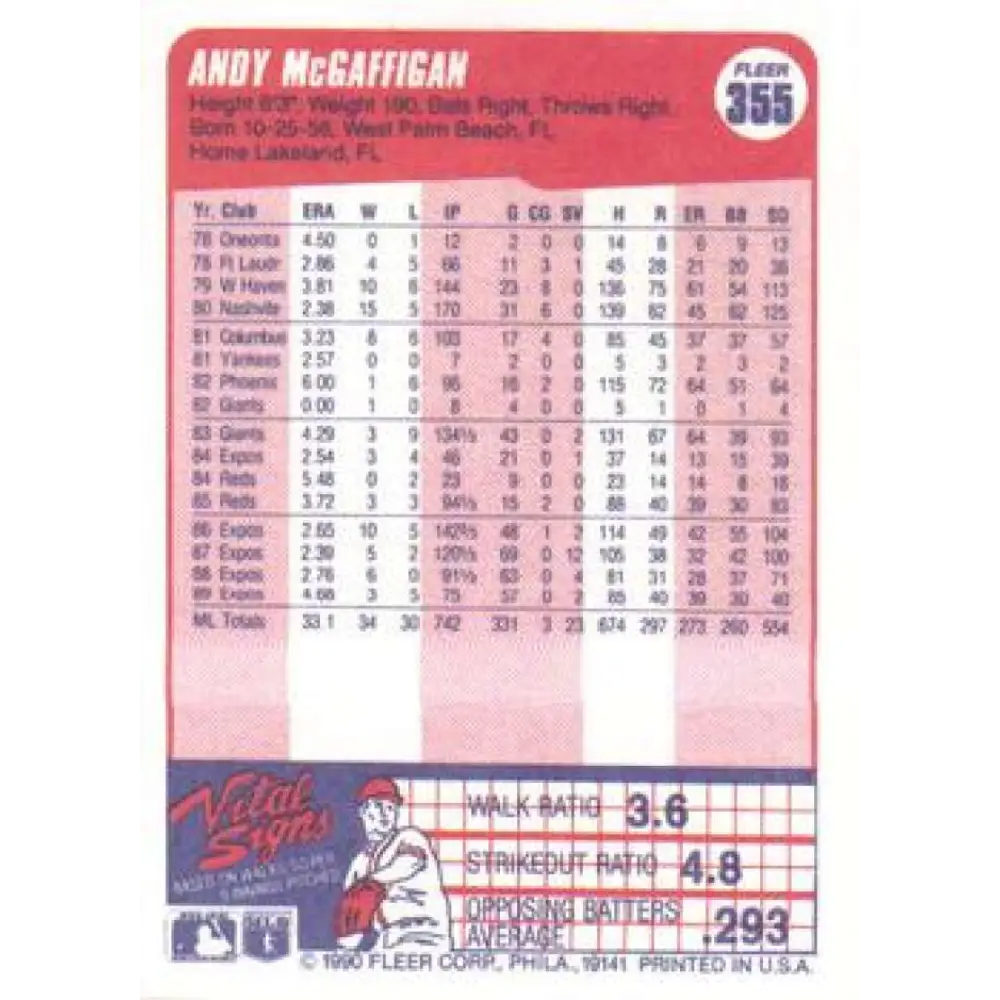 ANDY McGAFFIGAN
FLEER
355
Height 6'3" Weight 190, Bats Right, Throws Right
Born 10-25-56, West Palm Beach, FL
Home Lakeland, FL
Yr. Club ERA W L IP G CG SV H R ER BB SO
78 Oneonta 4.50 0 1 12 2 0 0 14 8 6 9 13
78 Ft Laudr 2.86 4 5 66 11 3 1 45 28 21 20 36
79 W Haven 3.81 10 6 144 23 8 0 136 75 61 54 113
80 Nashville 2.38 15 5 170 31 6 0 139 62 45 62 125
81 Columbus 3.23 8 6 103 17 4 0 85 45 37 37 57
81 Yankees 2.57 0 0 7 2 0 0 5 3 2 3 2
82 Phoenix 6.00 1 6 96 16 2 0 115 72 64 51 64
82 Giants 0.00 1 0 8 4 0 0 5 1 0 1 4
83 Giants 4.29 3 9 134⅓ 43 0 2 131 67 64 39 93
84 Expos 2.54 3 4 46 21 0 1 37 14 13 15 39
84 Reds 5.48 0 2 23 9 0 0 23 14 14 8 18
85 Reds 3.72 3 3 94⅓ 15 2 0 88 40 39 30 83
86 Expos 2.65 10 5 142⅔ 48 1 2 114 49 42 55 104
87 Expos 2.39 5 2 120⅓ 69 0 12 105 38 32 42 100
88 Expos 2.76 6 0 91⅓ 63 0 4 81 31 28 37 71
89 Expos 4.68 3 5 75 57 0 2 85 40 39 30 40
ML Totals 33.1 34 30 742 331 3 23 674 297 273 260 554
Vital
Signs
BASED ON WALKS/SO PER
9 INNINGS PITCHED
WALK RATIO 3.6
STRIKEOUT RATIO 4.8
OPPOSING BATTERS
AVERAGE .293
© 1990 FLEER CORP., PHILA., 19141 PRINTED IN U.S.A.